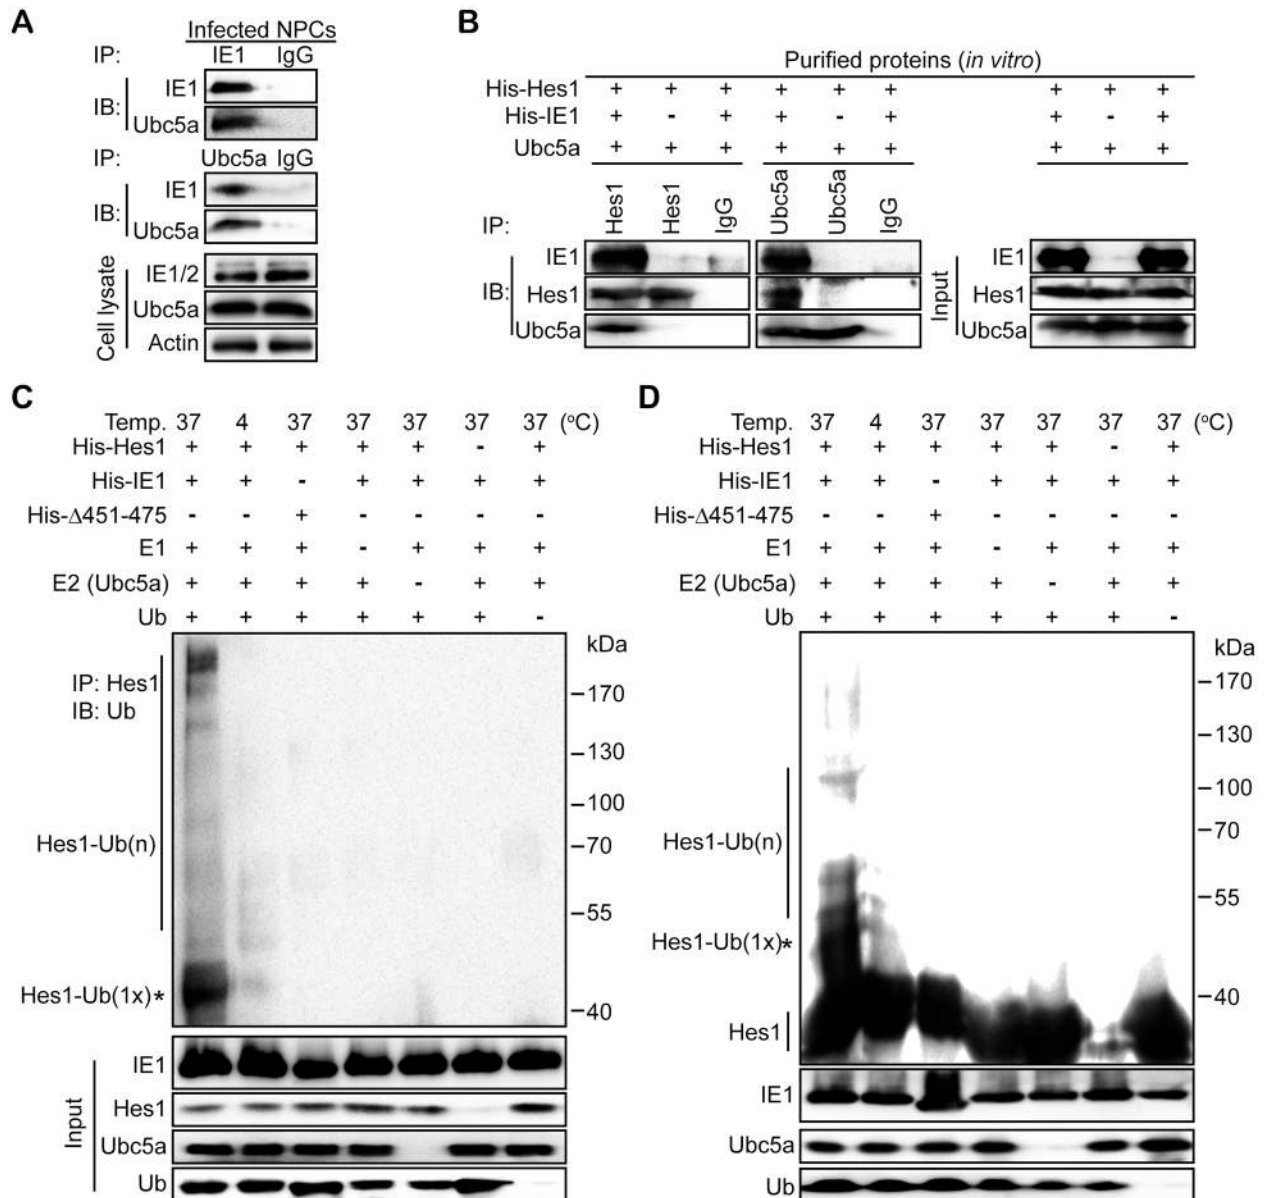 A
Infected NPCs
IP: IE1 IgG
IB: IE1
Ubc5a
IP: Ubc5a IgG
IB: IE1
Ubc5a
Cell lysate
IE1/2
Ubc5a
Actin
B
Purified proteins (in vitro)
His-Hes1 + + + + + + + + +
His-IE1 + - + + - + + - +
Ubc5a + + + + + + + + +
IP: Hes1 Hes1 IgG Ubc5a Ubc5a IgG
IB: IE1
Hes1
Ubc5a
Input
IE1
Hes1
Ubc5a
C
Temp. 37 4 37 37 37 37 37 (°C)
His-Hes1 + + + + + - +
His-IE1 + + - + + + +
His-Δ451-475 - - + - - - -
E1 + + + - + + +
E2 (Ubc5a) + + + + - + +
Ub + + + + + + -
kDa
IP: Hes1
IB: Ub
Hes1-Ub(n)
Hes1-Ub(1x)*
–170
–130
–100
–70
–55
–40
Input
IE1
Hes1
Ubc5a
Ub
D
Temp. 37 4 37 37 37 37 37 (°C)
His-Hes1 + + + + + - +
His-IE1 + + - + + + +
His-Δ451-475 - - + - - - -
E1 + + + - + + +
E2 (Ubc5a) + + + + - + +
Ub + + + + + + -
kDa
–170
–130
–100
–70
–55
–40
Hes1-Ub(n)
Hes1-Ub(1x)*
Hes1
IE1
Ubc5a
Ub